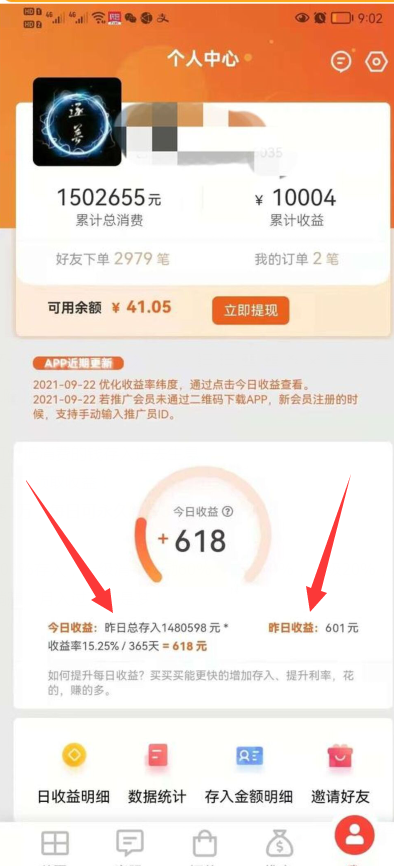 9:02
个人中心
逐梦
035
1502655元
¥ 10004
累计总消费
累计收益
好友下单 2979 笔
我的订单 2 笔
可用余额 ¥ 41.05
立即提现
APP近期更新
2021-09-22 优化收益率纬度，通过点击今日收益查看。
2021-09-22 若推广会员未通过二维码下载APP，新会员注册的时
候，支持手动输入推广员ID。
今日收益 ?
+618
今日收益：昨日总存入1480598 元 *
收益率15.25% / 365天 = 618 元
昨日收益：601 元
如何提升每日收益？买买买能更快的增加存入、提升利率，花
的，赚的多。
日收益明细
数据统计
存入金额明细
邀请好友